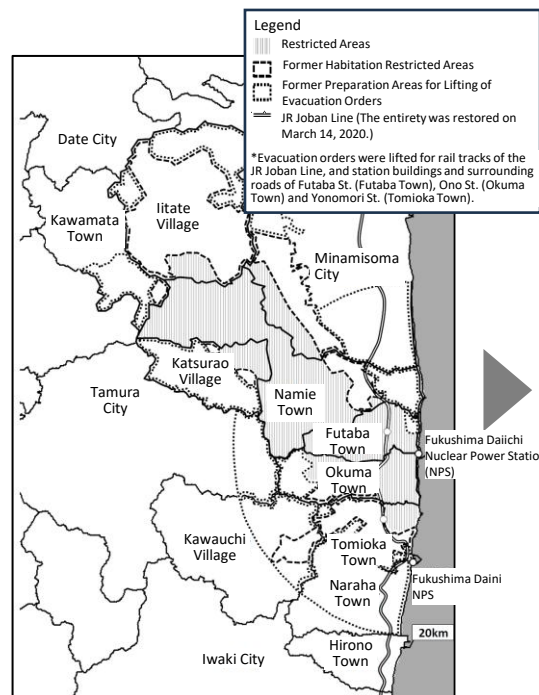 Legend
Restricted Areas
Former Habitation Restricted Areas
Former Preparation Areas for Lifting of
Evacuation Orders
JR Joban Line (The entirety was restored on
March 14, 2020.)
*Evacuation orders were lifted for rail tracks of the
JR Joban Line, and station buildings and surrounding
roads of Futaba St. (Futaba Town), Ono St. (Okuma
Town) and Yonomori St. (Tomioka Town).
Date City
Iitate
Village
Kawamata
Town
Minamisoma
City
Katsurao
Village
Tamura
City
Namie
Town
Futaba
Town
Fukushima Daiichi
Nuclear Power Statio
(NPS)
Okuma
Town
Kawauchi
Village
Tomioka
Town
Fukushima Daini
NPS
Naraha
Town
20km
Hirono
Town
Iwaki City